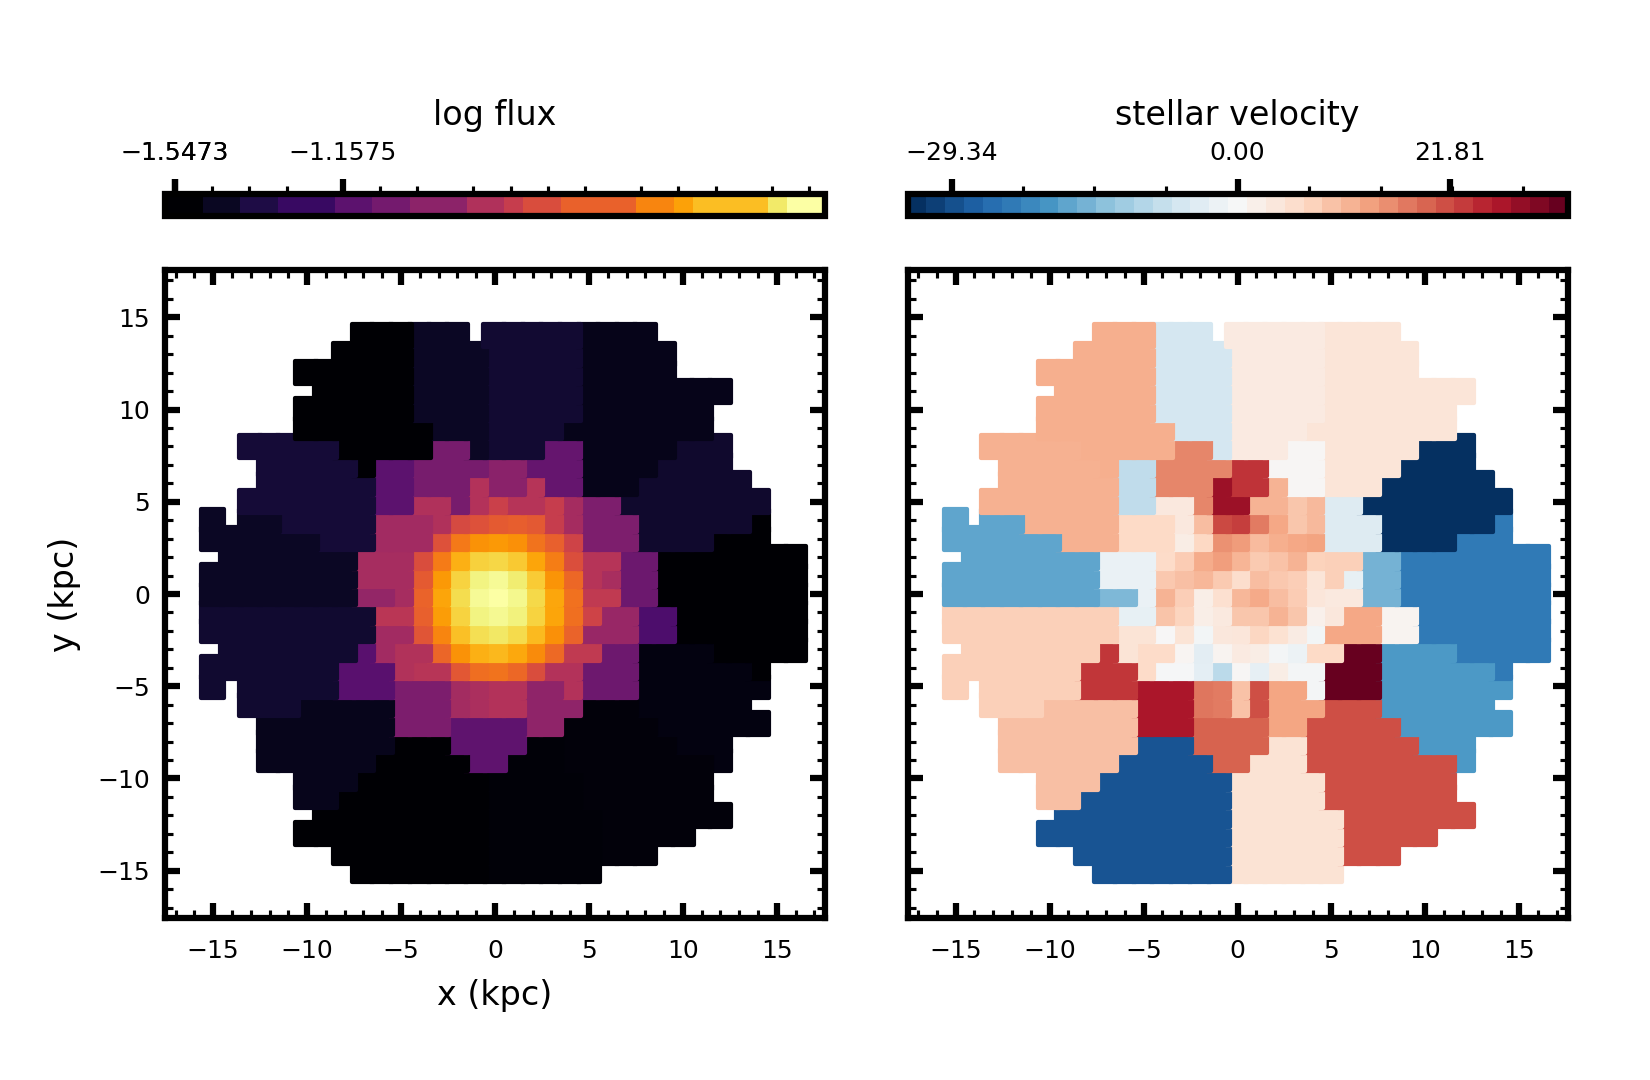 log flux
stellar velocity
−1.5473 −1.1575
−29.34 0.00 21.81
15
10
5
0
−5
−10
−15
y (kpc)
−15 −10 −5 0 5 10 15
−15 −10 −5 0 5 10 15
x (kpc)